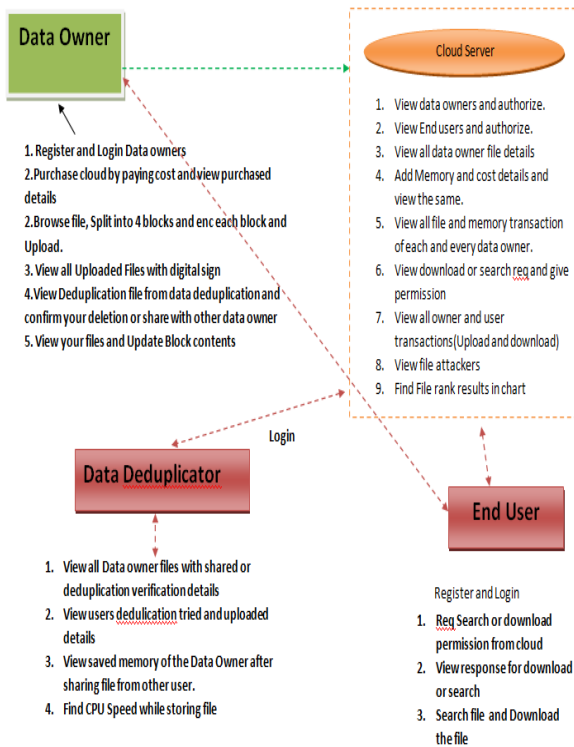 Data Owner
1. Register and Login Data owners
2.Purchase cloud by paying cost and view purchased
details
2.Browse file, Split into 4 blocks and enc each block and
Upload.
3. View all Uploaded Files with digital sign
4.View Deduplication file from data deduplication and
confirm your deletion or share with other data owner
5. View your files and Update Block contents
Cloud Server
1. View data owners and authorize.
2. View End users and authorize.
3. View all data owner file details
4. Add Memory and cost details and
view the same.
5. View all file and memory transaction
of each and every data owner.
6. View download or search req and give
permission
7. View all owner and user
transactions(Upload and download)
8. View file attackers
9. Find File rank results in chart
Login
Data Deduplicator
1. View all Data owner files with shared or
deduplication verification details
2. View users dedulication tried and uploaded
details
3. View saved memory of the Data Owner after
sharing file from other user.
4. Find CPU Speed while storing file
End User
Register and Login
1. Req Search or download
permission from cloud
2. View response for download
or search
3. Search file and Download
the file